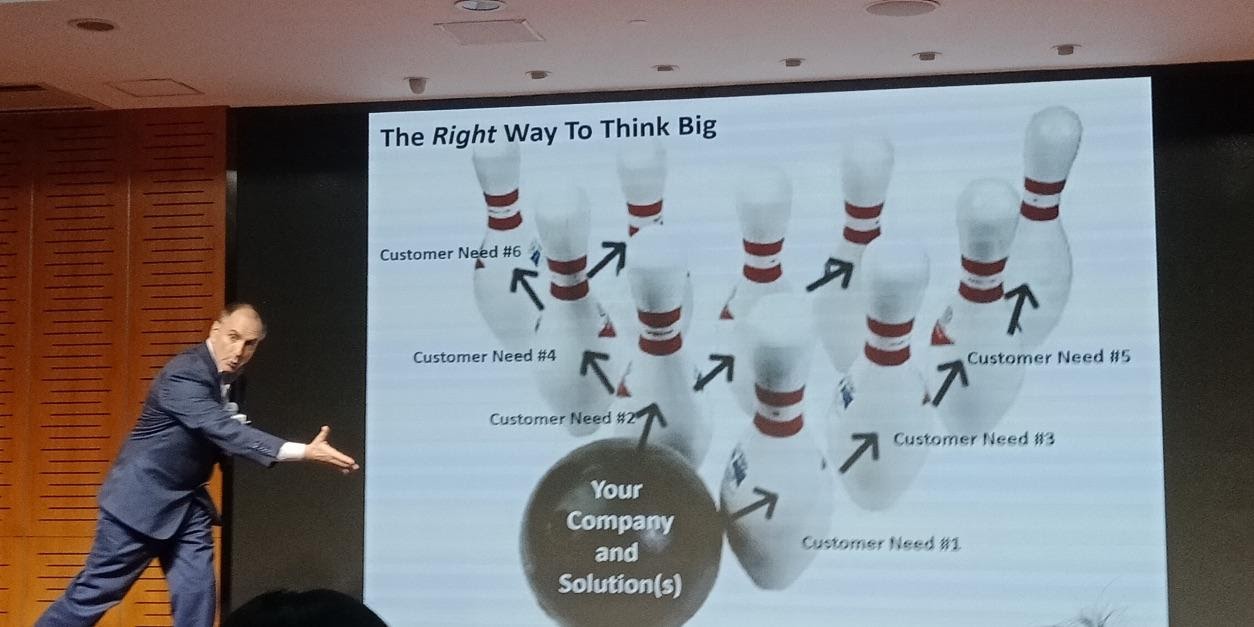 The Right Way To Think Big
Customer Need #6
Customer Need #4
Customer Need #5
Customer Need #2
Customer Need #3
Your
Company
and
Solution(s)
Customer Need #1